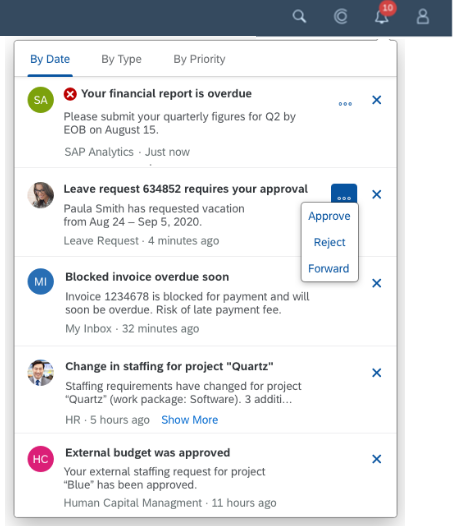 10
By Date By Type By Priority
SA
Your financial report is overdue
Please submit your quarterly figures for Q2 by
EOB on August 15.
SAP Analytics · Just now
Leave request 634852 requires your approval
Paula Smith has requested vacation
from Aug 24 – Sep 5, 2020.
Leave Request · 4 minutes ago
Approve
Reject
Forward
MI
Blocked invoice overdue soon
Invoice 1234678 is blocked for payment and will
soon be overdue. Risk of late payment fee.
My Inbox · 32 minutes ago
Change in staffing for project "Quartz"
Staffing requirements have changed for project
“Quartz” (work package: Software). 3 additi...
HR · 5 hours ago Show More
HC
External budget was approved
Your external staffing request for project
“Blue” has been approved.
Human Capital Managment · 11 hours ago